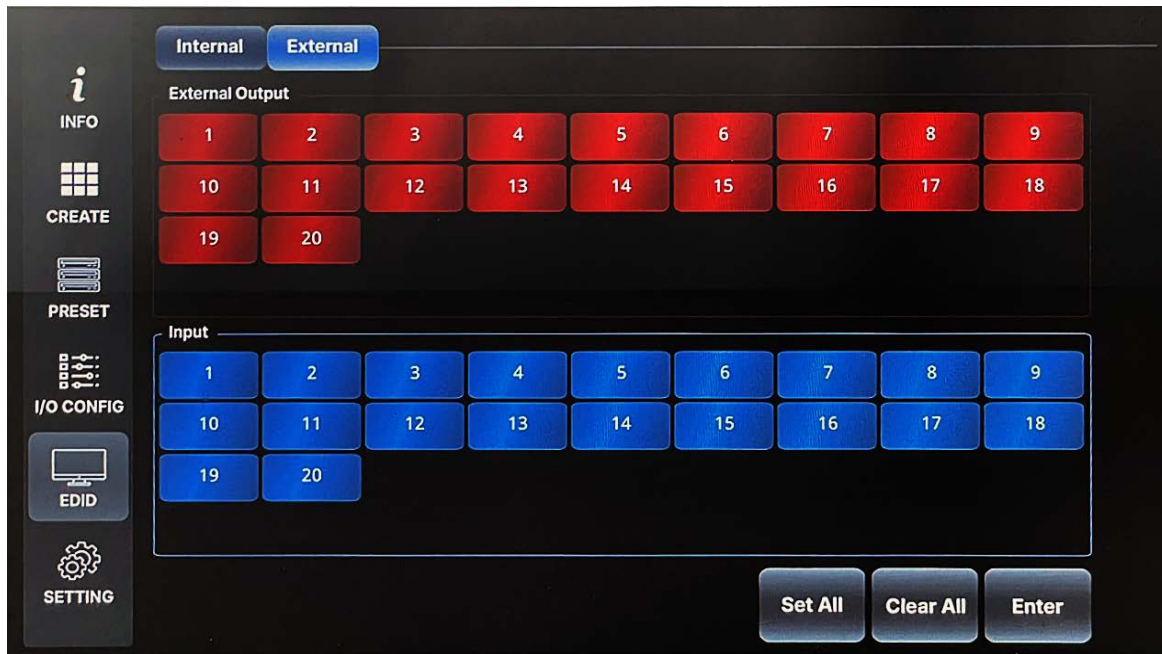 Internal External
External Output
1 2 3 4 5 6 7 8 9
10 11 12 13 14 15 16 17 18
19 20
Input
1 2 3 4 5 6 7 8 9
10 11 12 13 14 15 16 17 18
19 20
Set All Clear All Enter
i
INFO
CREATE
PRESET
I/O CONFIG
EDID
SETTING